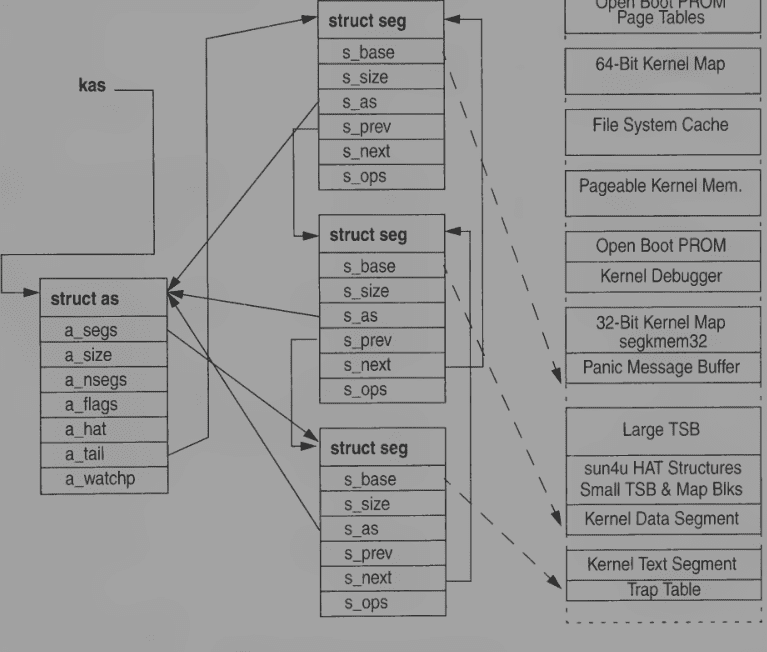 kas
struct as
a_segs
a_size
a_nsegs
a_flags
a_hat
a_tail
a_watchp
struct seg
s_base
s_size
s_as
s_prev
s_next
s_ops
struct seg
s_base
s_size
s_as
s_prev
s_next
s_ops
struct seg
s_base
s_size
s_as
s_prev
s_next
s_ops
Open Boot PROM
Page Tables
64-Bit Kernel Map
File System Cache
Pageable Kernel Mem.
Open Boot PROM
Kernel Debugger
32-Bit Kernel Map
segkmem32
Panic Message Buffer
Large TSB
sun4u HAT Structures
Small TSB & Map Blks
Kernel Data Segment
Kernel Text Segment
Trap Table